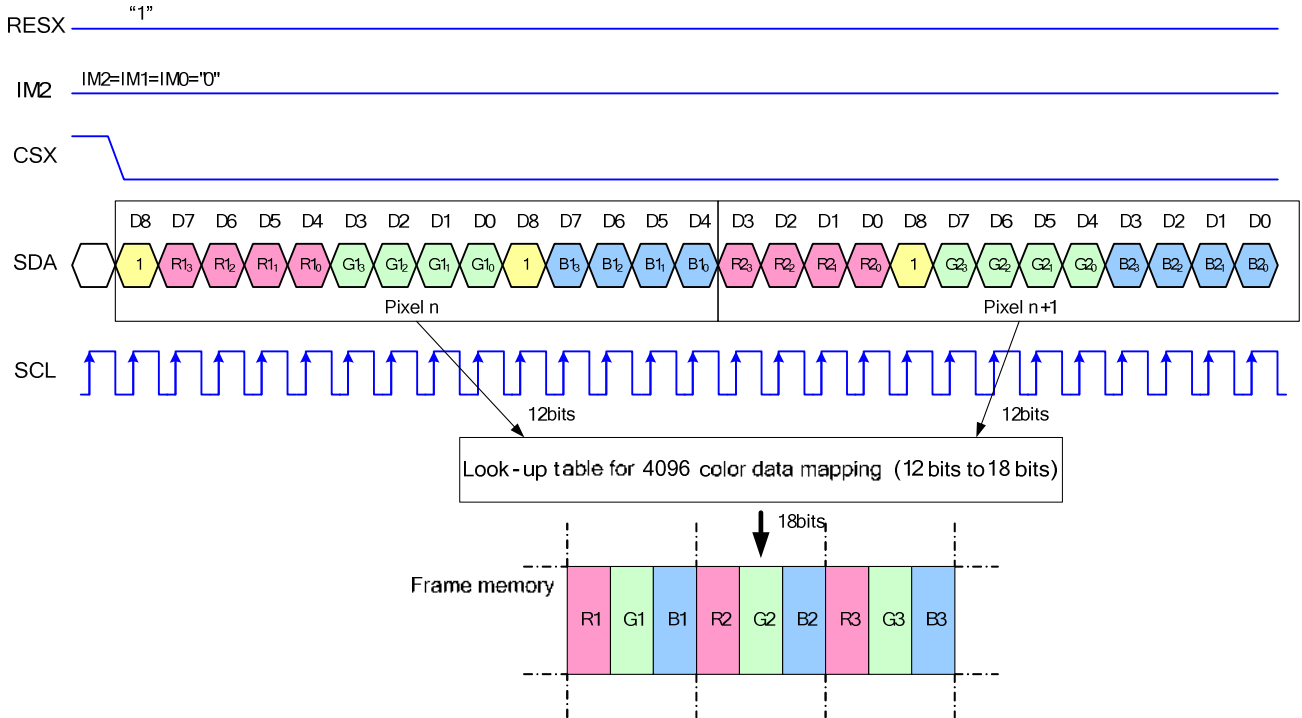 “1”
RESX
IM2=IM1=IM0="0"
IM2
CSX
D8 D7 D6 D5 D4 D3 D2 D1 D0 D8 D7 D6 D5 D4 D3 D2 D1 D0 D8 D7 D6 D5 D4 D3 D2 D1 D0
SDA 1 R1₃ R1₂ R1₁ R1₀ G1₃ G1₂ G1₁ G1₀ 1 B1₃ B1₂ B1₁ B1₀ R2₃ R2₂ R2₁ R2₀ 1 G2₃ G2₂ G2₁ G2₀ B2₃ B2₂ B2₁ B2₀
Pixel n Pixel n+1
SCL
12bits 12bits
Look-up table for 4096 color data mapping (12 bits to 18 bits)
18bits
Frame memory
R1 G1 B1 R2 G2 B2 R3 G3 B3